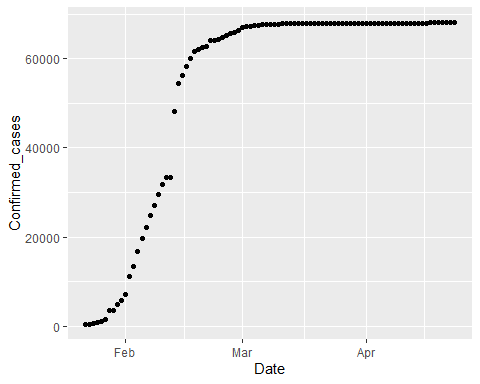 Confirmed_cases
60000
40000
20000
0
Feb
Mar
Apr
Date